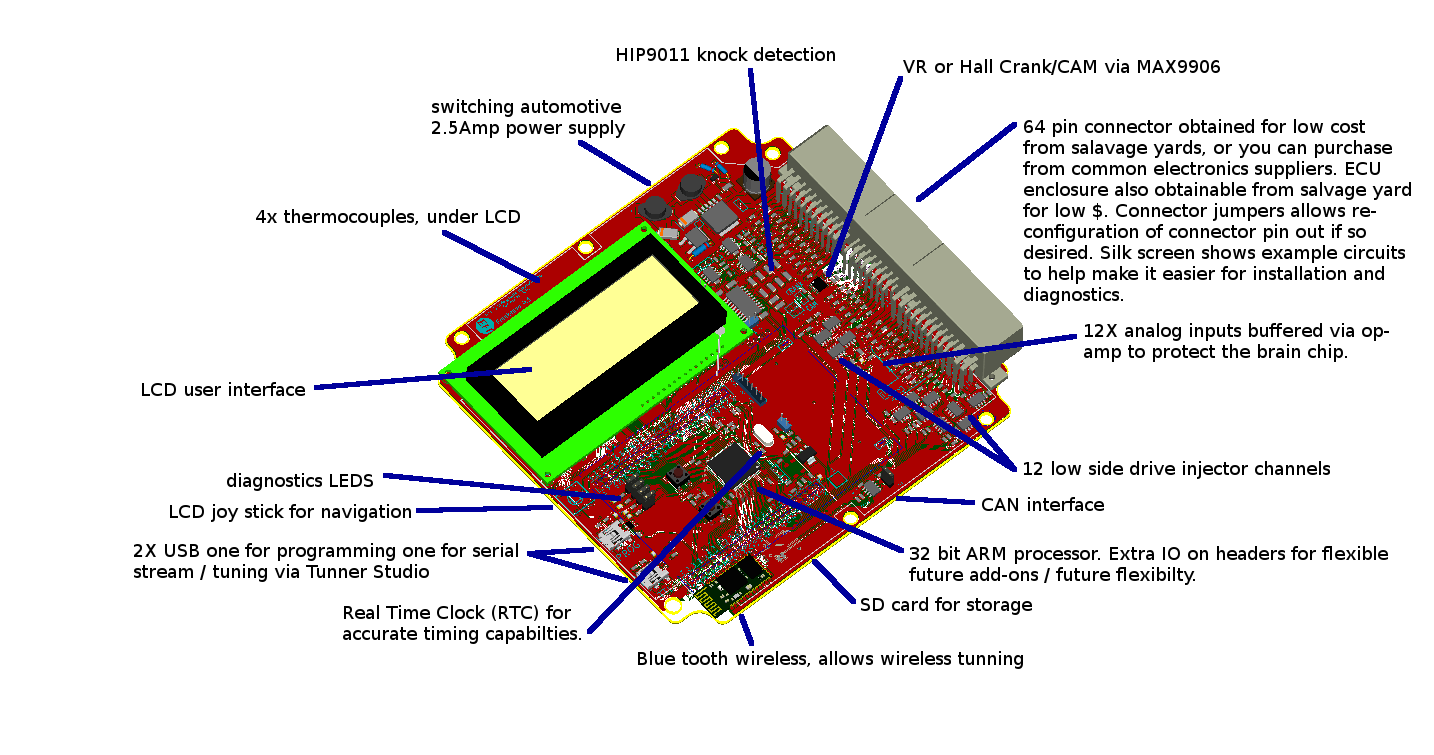 HIP9011 knock detection
VR or Hall Crank/CAM via MAX9906
switching automotive
2.5Amp power supply
64 pin connector obtained for low cost
from salavage yards, or you can purchase
from common electronics suppliers. ECU
enclosure also obtainable from salvage yard
for low $. Connector jumpers allows re-
configuration of connector pin out if so
desired. Silk screen shows example circuits
to help make it easier for installation and
diagnostics.
4x thermocouples, under LCD
12X analog inputs buffered via op-
amp to protect the brain chip.
LCD user interface
12 low side drive injector channels
diagnostics LEDS
CAN interface
LCD joy stick for navigation
2X USB one for programming one for serial
stream / tuning via Tunner Studio
32 bit ARM processor. Extra IO on headers for flexible
future add-ons / future flexibilty.
Real Time Clock (RTC) for
accurate timing capabilties.
SD card for storage
Blue tooth wireless, allows wireless tunning